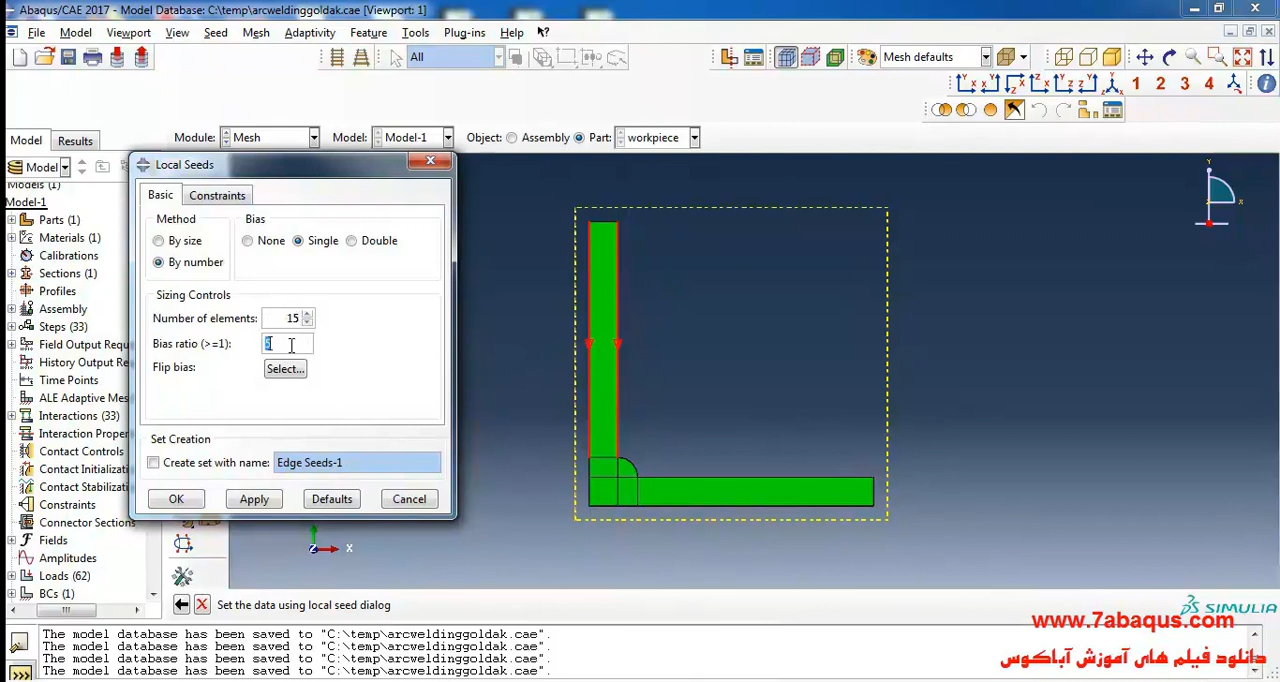 Abaqus/CAE 2017 - Model Database: C:\temp\arcweldinggoldak.cae [Viewport: 1]
File Model Viewport View Seed Mesh Adaptivity Feature Tools Plug-ins Help
All Mesh defaults
1 2 3 4
Model Results Module: Mesh Model: Model-1 Object: Assembly Part: workpiece
Model
Models (1)
Model-1
Parts (1)
Materials (1)
Calibrations
Sections (1)
Profiles
Assembly
Steps (33)
Field Output Requ
History Output Re
Time Points
ALE Adaptive Mes
Interactions (33)
Interaction Proper
Contact Controls
Contact Initializati
Contact Stabilizati
Constraints
Connector Sections
Fields
Amplitudes
Loads (62)
BCs (1)
Local Seeds
Basic Constraints
Method Bias
By size None Single Double
By number
Sizing Controls
Number of elements: 15
Bias ratio (>=1):
Flip bias: Select...
Set Creation
Create set with name: Edge Seeds-1
OK Apply Defaults Cancel
Y
X
Z X
Set the data using local seed dialog
SIMULIA
www.7abaqus.com
دانلود فیلم های آموزش آباکوس
The model database has been saved to "C:\temp\arcweldinggoldak.cae".
The model database has been saved to "C:\temp\arcweldinggoldak.cae".
The model database has been saved to "C:\temp\arcweldinggoldak.cae".
The model database has been saved to "C:\temp\arcweldinggoldak.cae".